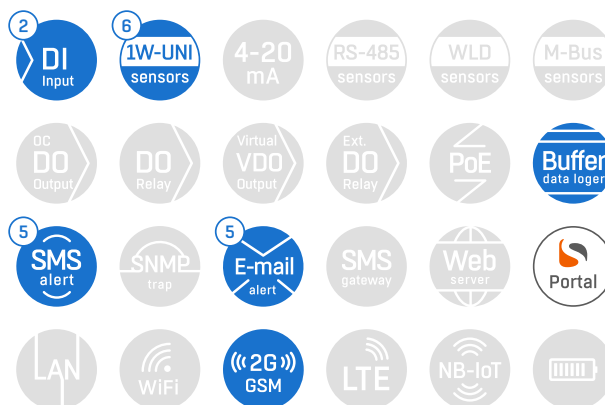 2
DI
Input
6
1W-UNI
sensors
4-20
mA
RS-485
sensors
WLD
sensors
M-Bus
sensors
OC
DO
Output
DO
Relay
Virtual
VDO
Output
Ext.
DO
Relay
PoE
Buffer
data loger
5
SMS
alert
SNMP
trap
5
E-mail
alert
SMS
gateway
Web
server
Portal
LAN
WiFi
2G
GSM
LTE
NB-IoT